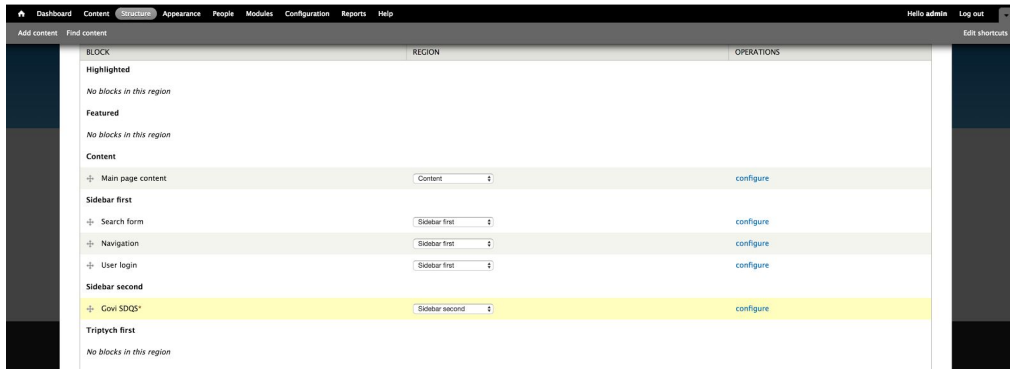 Dashboard Content Structure Appearance People Modules Configuration Reports Help Hello admin Log out
Add content Find content Edit shortcuts
BLOCK REGION OPERATIONS
Highlighted
No blocks in this region
Featured
No blocks in this region
Content
Main page content Content configure
Sidebar first
Search form Sidebar first configure
Navigation Sidebar first configure
User login Sidebar first configure
Sidebar second
Govi SDQS* Sidebar second configure
Triptych first
No blocks in this region